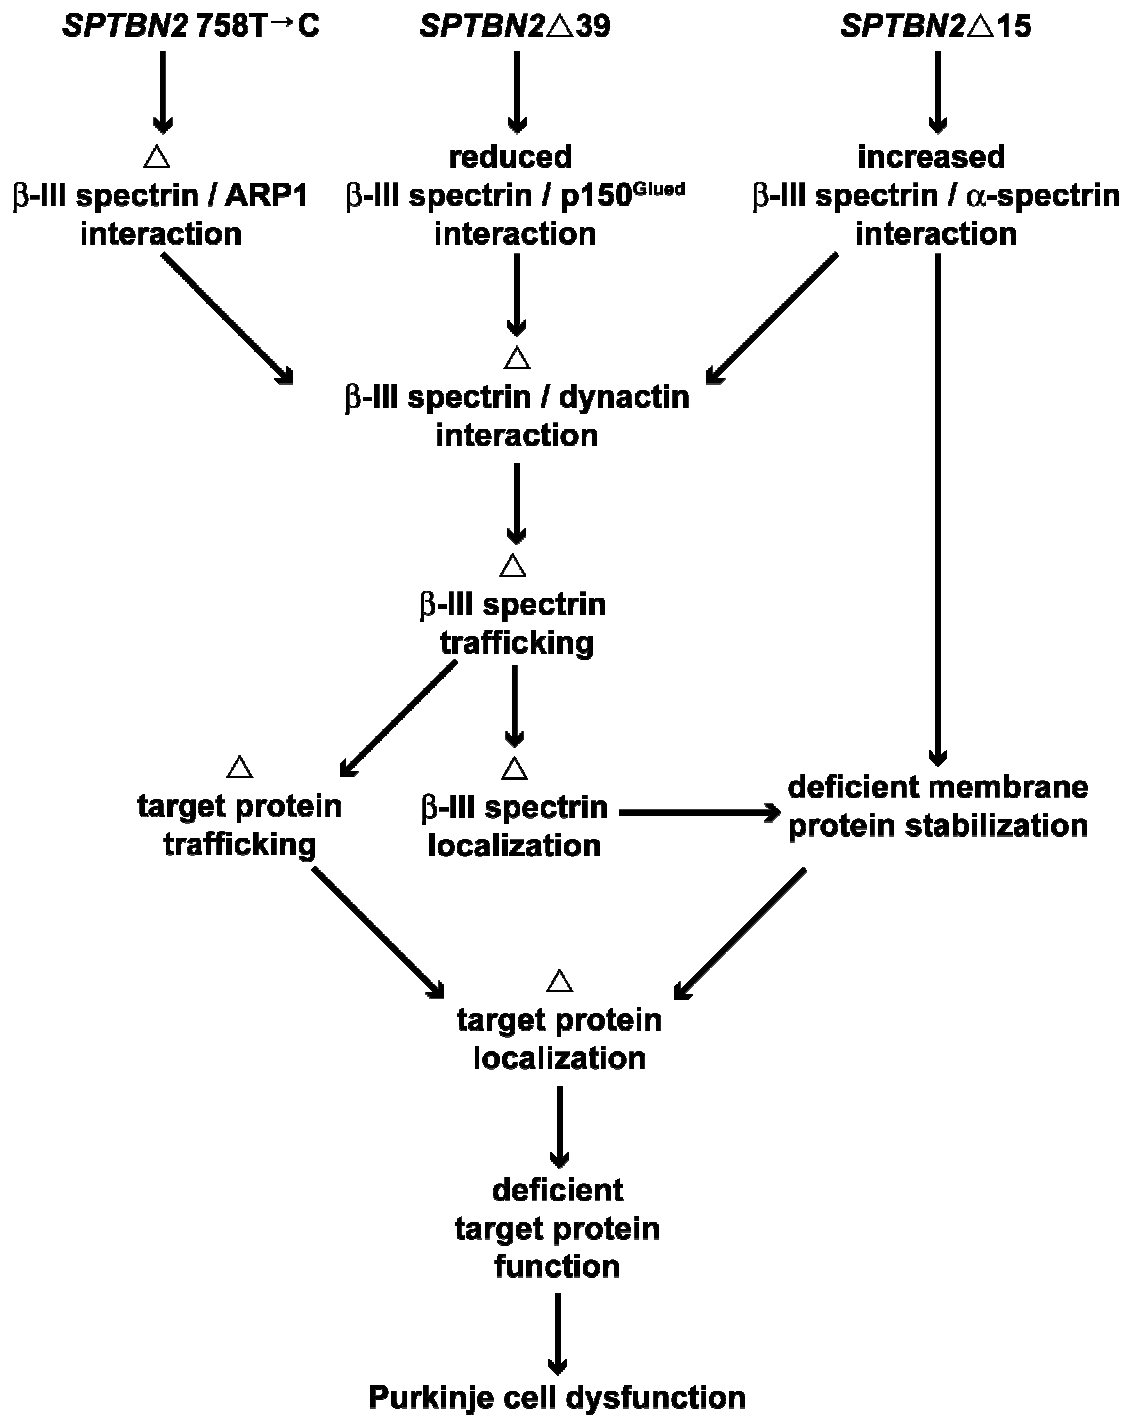 SPTBN2 758T→C
SPTBN2△39
SPTBN2△15
△
β-III spectrin / ARP1
interaction
reduced
β-III spectrin / p150Glued
interaction
increased
β-III spectrin / α-spectrin
interaction
△
β-III spectrin / dynactin
interaction
△
β-III spectrin
trafficking
△
target protein
trafficking
△
β-III spectrin
localization
deficient membrane
protein stabilization
△
target protein
localization
deficient
target protein
function
Purkinje cell dysfunction